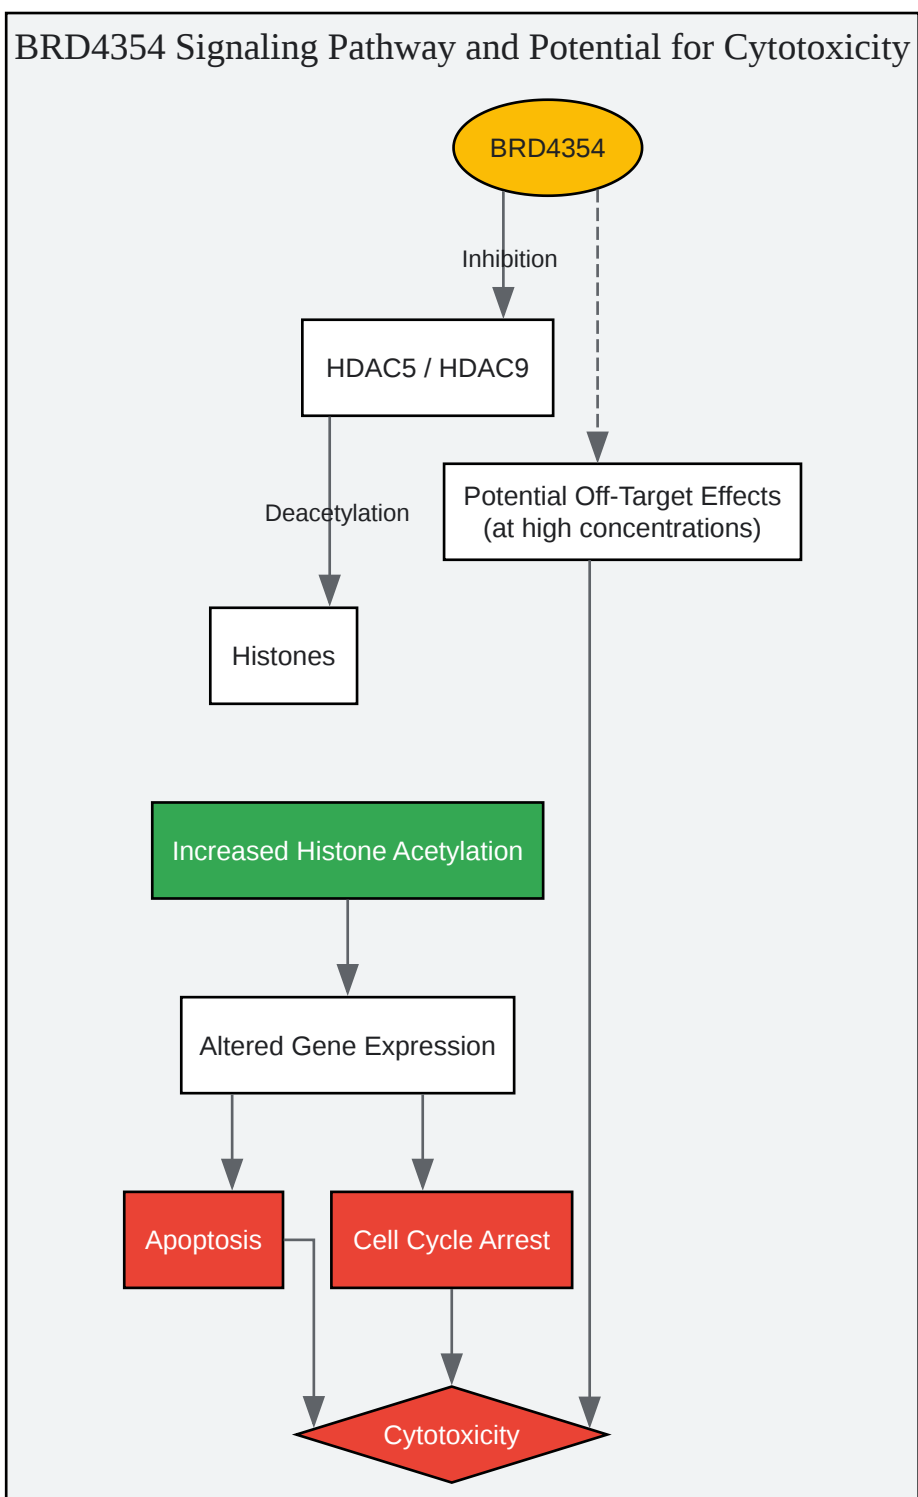 BRD4354 Signaling Pathway and Potential for Cytotoxicity
BRD4354
Inhibition
HDAC5 / HDAC9
Potential Off-Target Effects
(at high concentrations)
Deacetylation
Histones
Increased Histone Acetylation
Altered Gene Expression
Apoptosis
Cell Cycle Arrest
Cytotoxicity